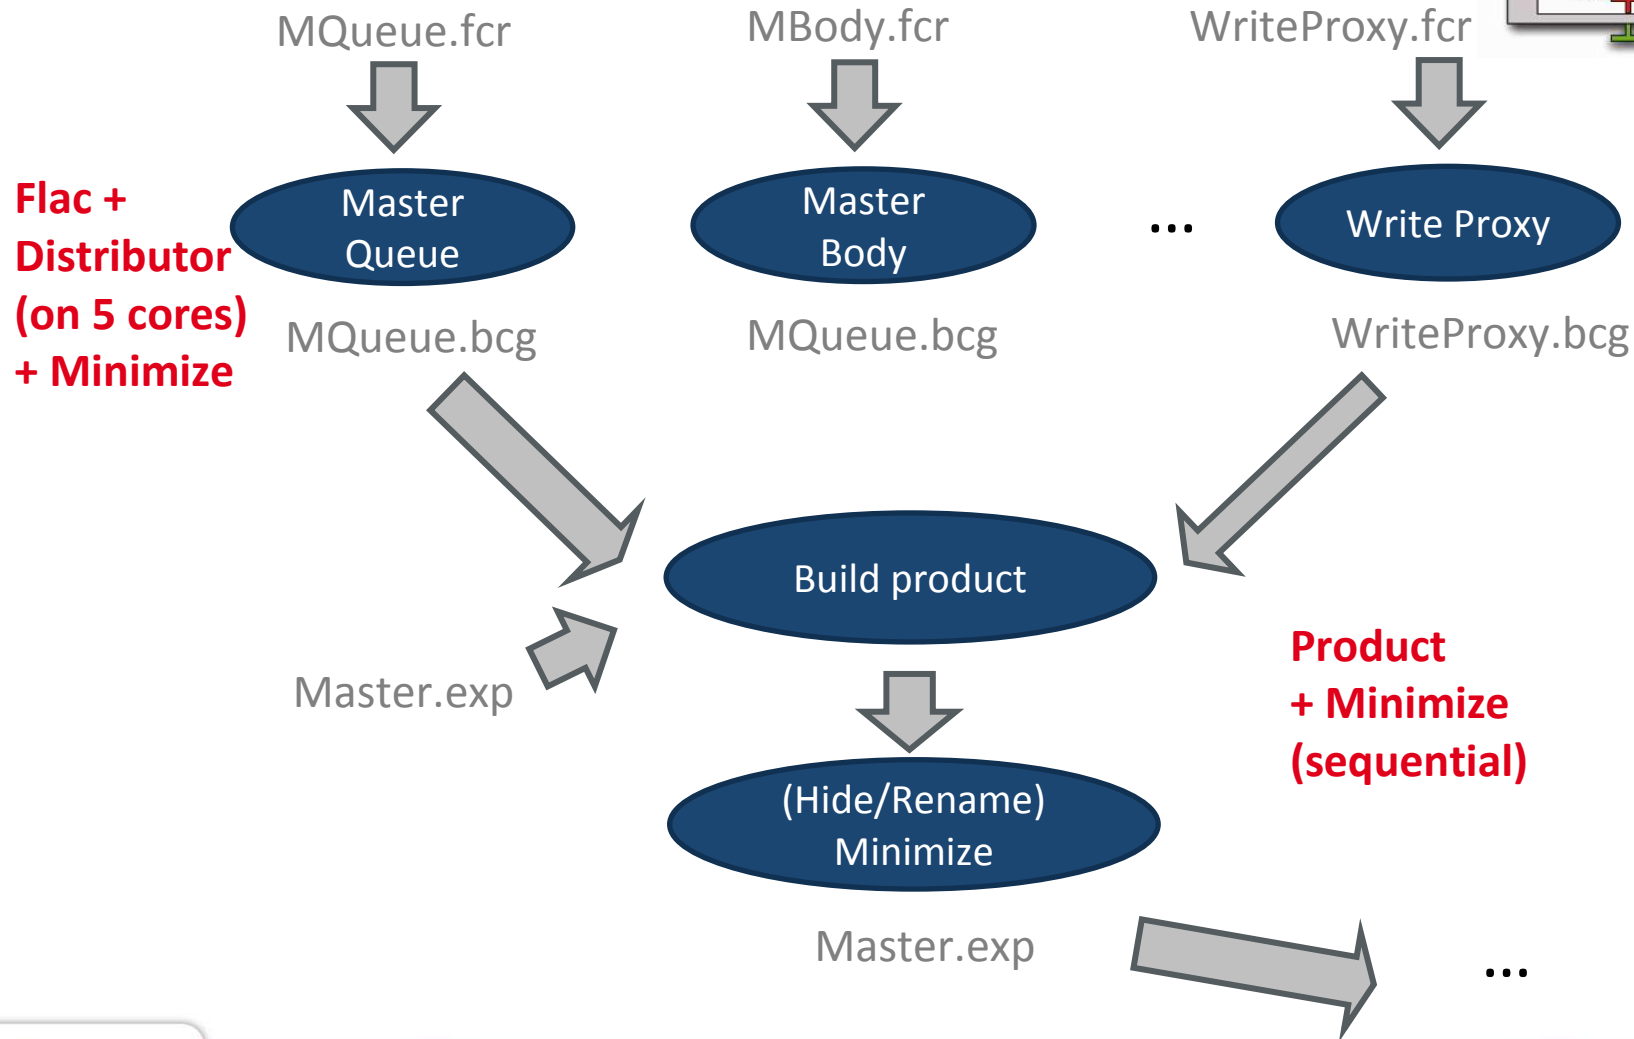 MQueue.fcr
MBody.fcr
WriteProxy.fcr
Flac +
Distributor
(on 5 cores)
+ Minimize
Master
Queue
Master
Body
...
Write Proxy
MQueue.bcg
MQueue.bcg
WriteProxy.bcg
Build product
Master.exp
Product
+ Minimize
(sequential)
(Hide/Rename)
Minimize
Master.exp
...